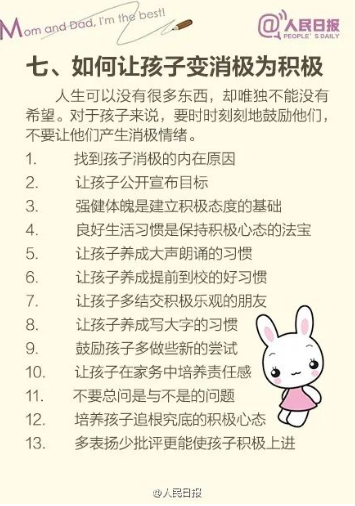 Mom and Dad, I'm the best!
@人民日报
PEOPLE'S DAILY
七、如何让孩子变消极为积极
人生可以没有很多东西，却唯独不能没有
希望。对于孩子来说，要时时刻刻地鼓励他们，
不要让他们产生消极情绪。
1. 找到孩子消极的内在原因
2. 让孩子公开宣布目标
3. 强健体魄是建立积极态度的基础
4. 良好生活习惯是保持积极心态的法宝
5. 让孩子养成大声朗诵的习惯
6. 让孩子养成提前到校的好习惯
7. 让孩子多结交积极乐观的朋友
8. 让孩子养成写大字的习惯
9. 鼓励孩子多做些新的尝试
10. 让孩子在家务中培养责任感
11. 不要总问是与不是的问题
12. 培养孩子追根究底的积极心态
13. 多表扬少批评更能使孩子积极上进
@人民日报